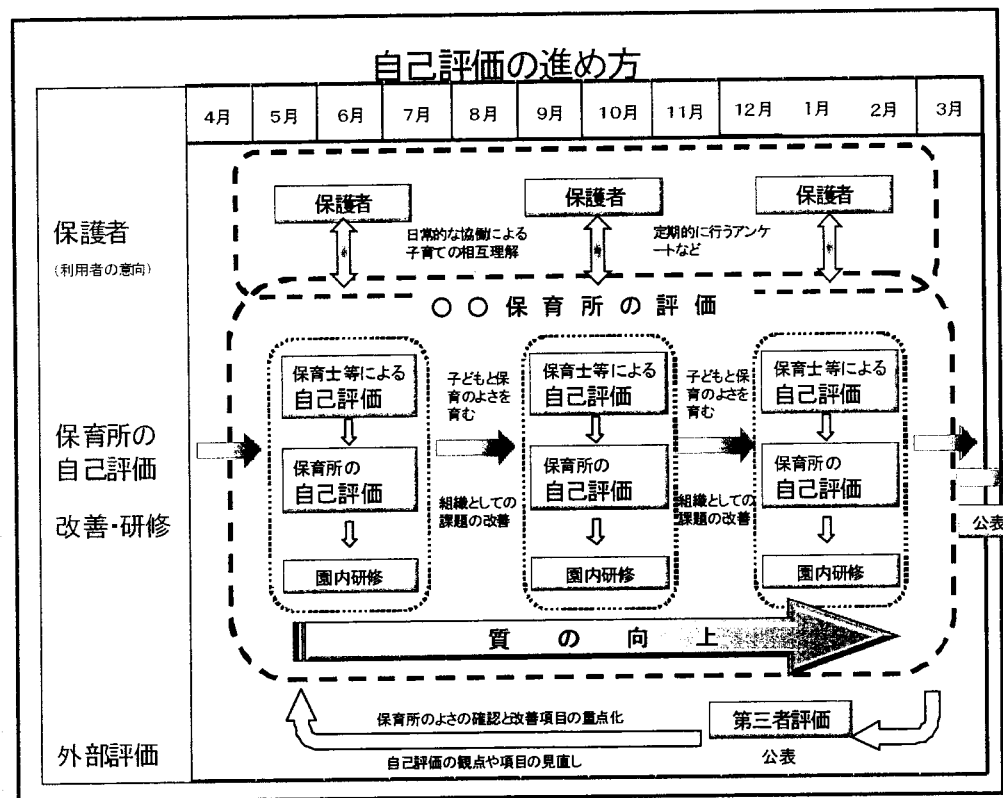 自己評価の進め方
4月
5月
6月
7月
8月
9月
10月
11月
12月
1月
2月
3月
保護者
(利用者の意向)
保護者
保護者
保護者
日常的な協働による
子育ての相互理解
定期的に行うアンケ
ートなど
○○保育所の評価
保育所の
自己評価
改善・研修
保育士等による
自己評価
保育所の
自己評価
園内研修
子どもと保
育のよさを
育む
組織としての
課題の改善
保育士等による
自己評価
保育所の
自己評価
園内研修
子どもと保
育のよさを
育む
組織としての
課題の改善
保育士等による
自己評価
保育所の
自己評価
園内研修
公表
質の向上
外部評価
保育所のよさの確認と改善項目の重点化
自己評価の観点や項目の見直し
第三者評価
公表